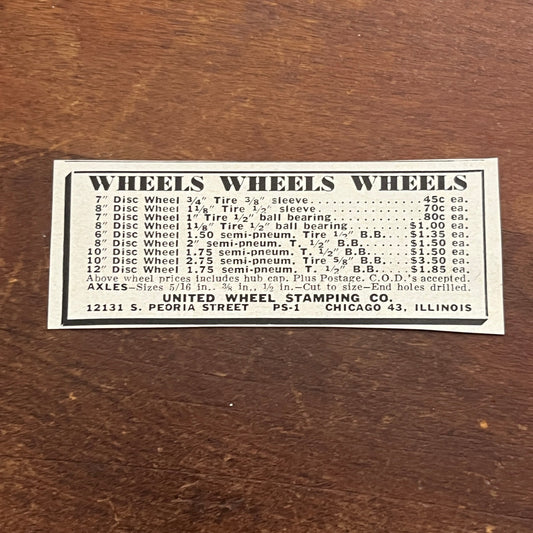 WHEELS WHEELS WHEELS
7" Disc Wheel 3/4" Tire 3/8" sleeve.............45c ea.
8" Disc Wheel 1 1/8" Tire 1/2" sleeve...........70c ea.
7" Disc Wheel 1" Tire 1/2" ball bearing.........80c ea.
8" Disc Wheel 1 1/8" Tire 1/2" ball bearing.......$1.00 ea.
6" Disc Wheel 1.50 semi-pneum. Tire 1/2" B.B....$1.35 ea.
8" Disc Wheel 2" semi-pneum. T. 1/2" B.B........$1.50 ea.
10" Disc Wheel 1.75 semi-pneum. T. 1/2" B.B.....$1.50 ea.
10" Disc Wheel 2.75 semi-pneum. Tire 5/8" B.B...$3.50 ea.
12" Disc Wheel 1.75 semi-pneum. T. 1/2" B.B.....$1.85 ea.
Above wheel prices includes hub cap. Plus Postage. C.O.D.'s accepted.
AXLES—Sizes 5/16 in., 3/8 in., 1/2 in.—Cut to size—End holes drilled.
UNITED WHEEL STAMPING CO.
12131 S. PEORIA STREET PS-1 CHICAGO 43, ILLINOIS